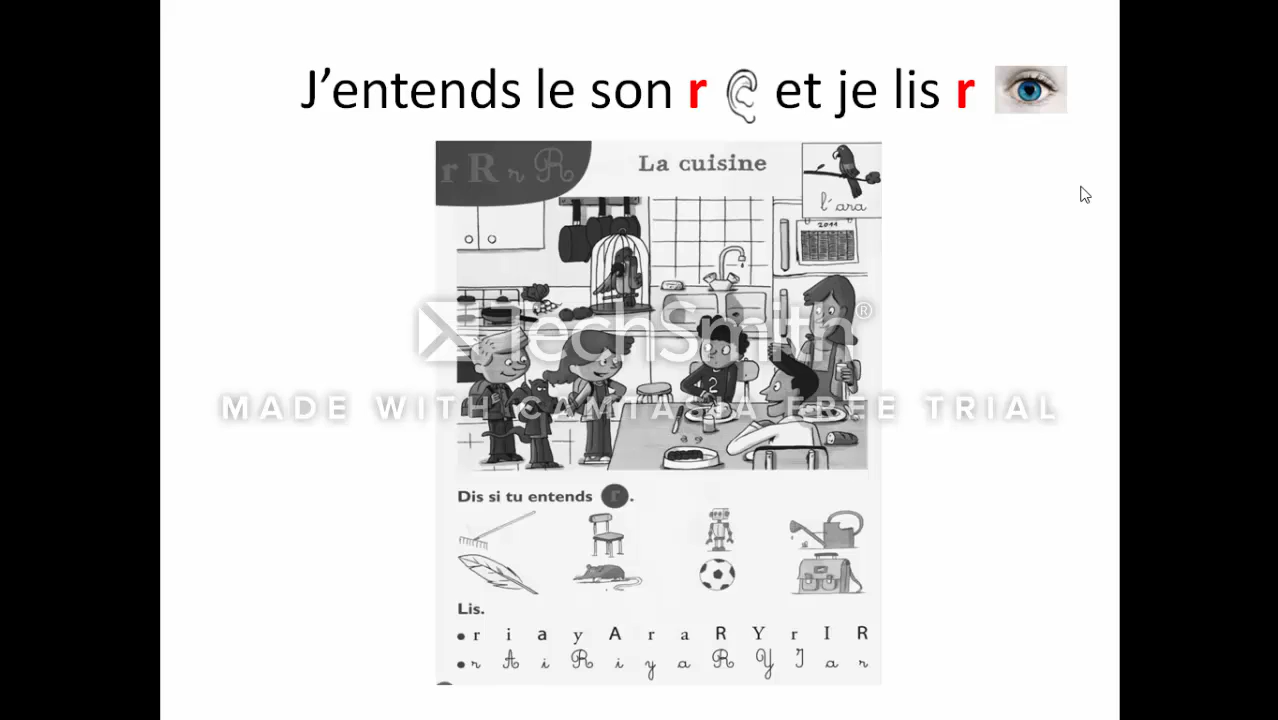 J'entends le son r et je lis r
r R r R
La cuisine
l'ara
2011
TechSmith®
2
MADE WITH CAMTASIA FREE TRIAL
Dis si tu entends r.
Lis.
• r i a y A r a R Y r I R
• r A i R i y a R Y I a r